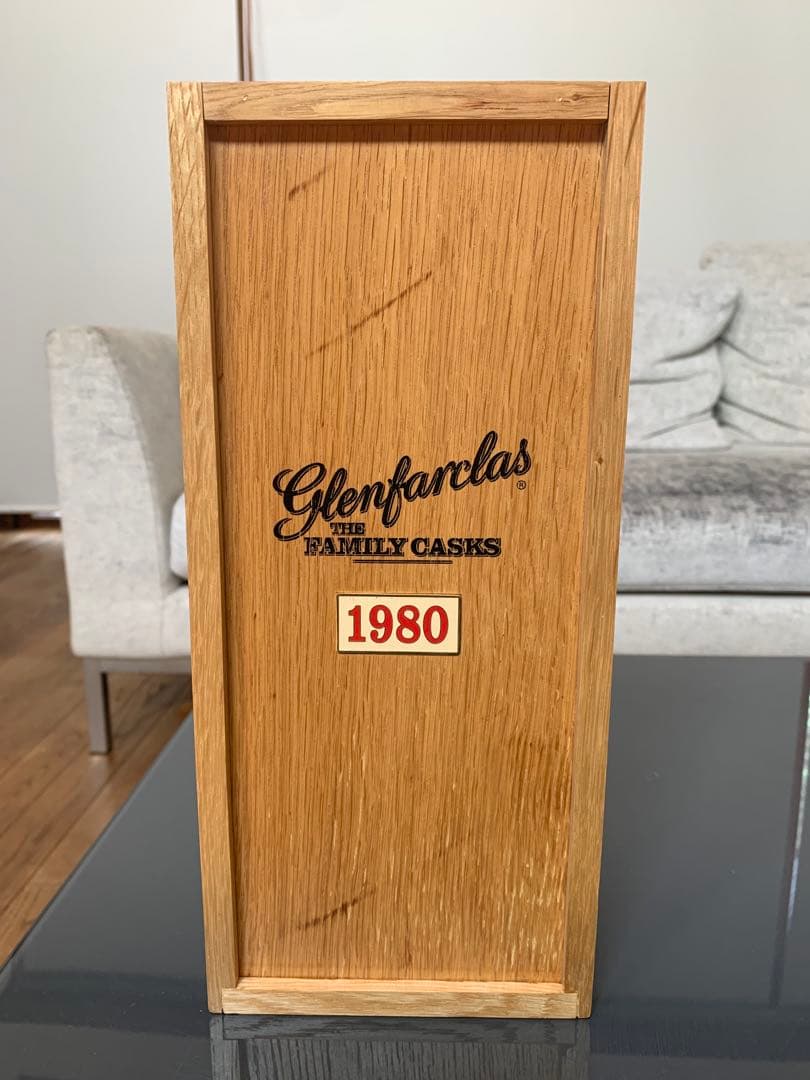 Glenfarclas®
THE
FAMILY CASKS
1980